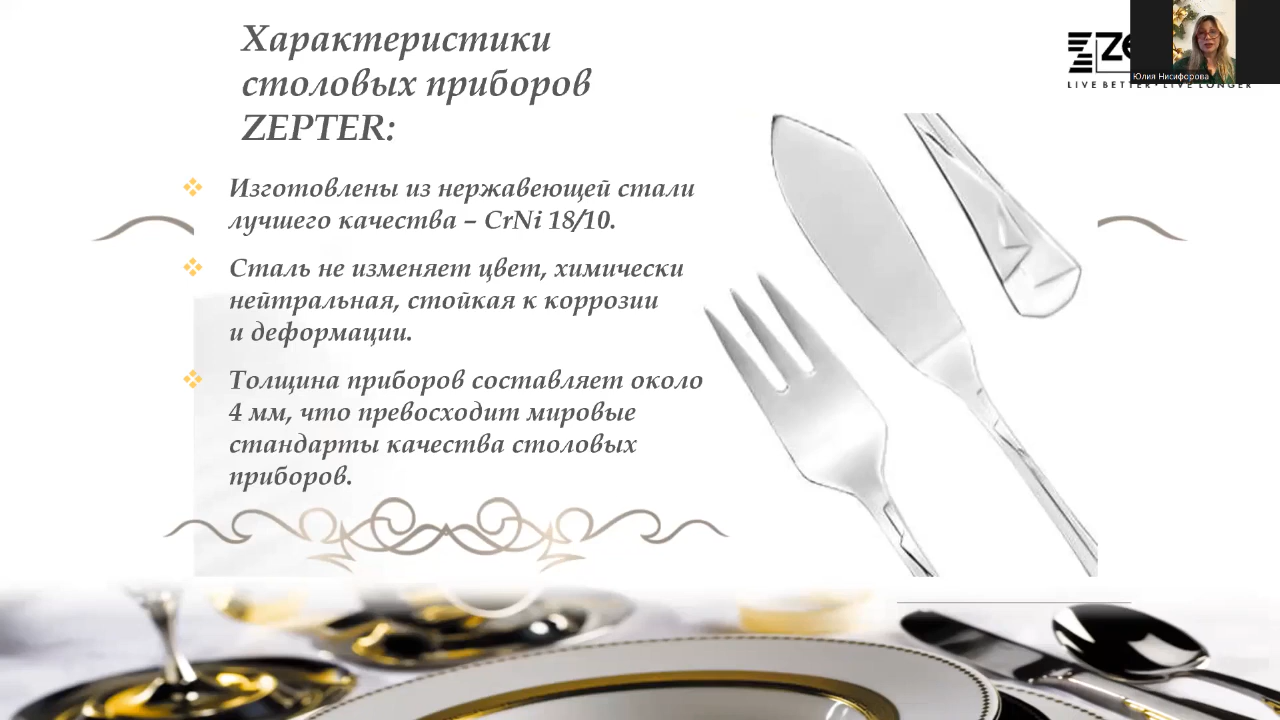 Характеристики
столовых приборов
ZEPTER:
Юлия Нисифорова
LIVE BETTER • LIVE LONGER
Изготовлены из нержавеющей стали
лучшего качества – CrNi 18/10.
Сталь не изменяет цвет, химически
нейтральная, стойкая к коррозии
и деформации.
Толщина приборов составляет около
4 мм, что превосходит мировые
стандарты качества столовых
приборов.